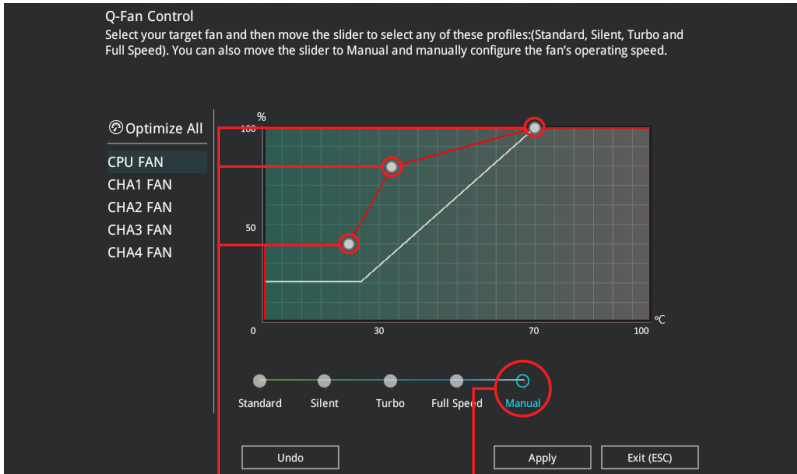 Q-Fan Control
Select your target fan and then move the slider to select any of these profiles:(Standard, Silent, Turbo and
Full Speed). You can also move the slider to Manual and manually configure the fan's operating speed.
Optimize All
CPU FAN
CHA1 FAN
CHA2 FAN
CHA3 FAN
CHA4 FAN
%
100
50
0 30 70 100 °C
Standard Silent Turbo Full Speed Manual
Undo Apply Exit (ESC)